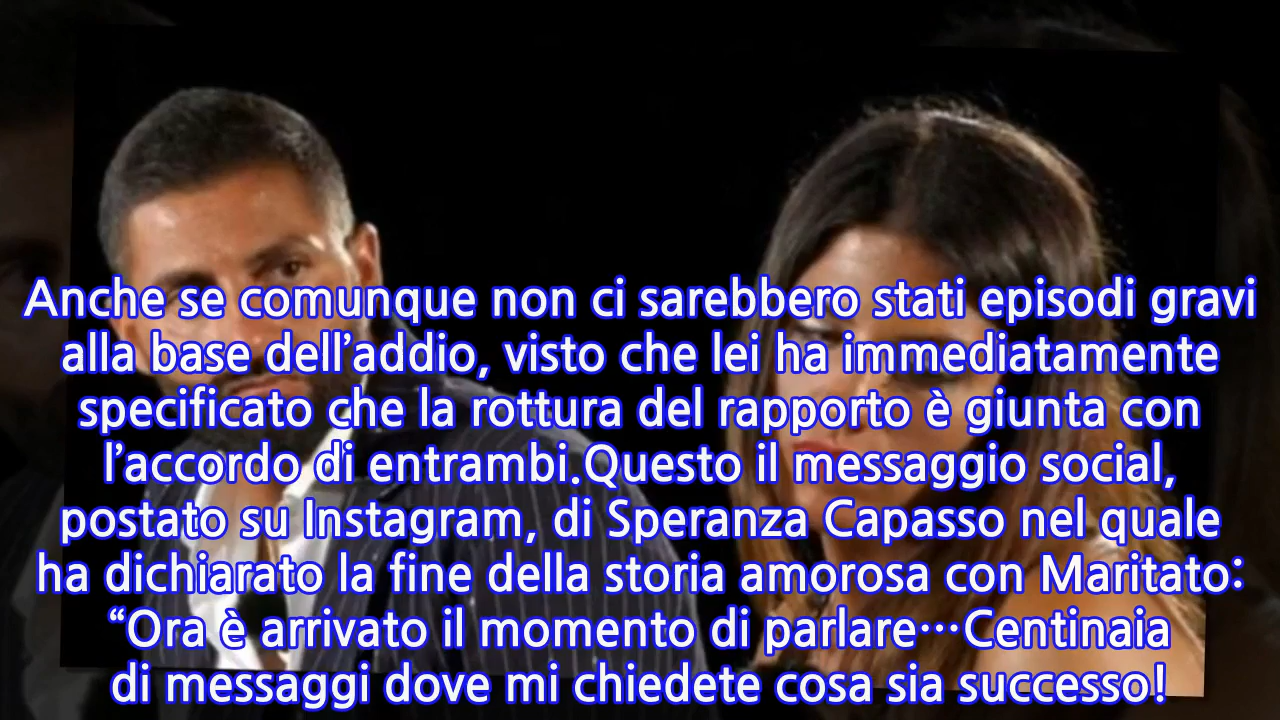 Anche se comunque non ci sarebbero stati episodi gravi
alla base dell’addio, visto che lei ha immediatamente
specificato che la rottura del rapporto è giunta con
l’accordo di entrambi.Questo il messaggio social,
postato su Instagram, di Speranza Capasso nel quale
ha dichiarato la fine della storia amorosa con Maritato:
“Ora è arrivato il momento di parlare…Centinaia
di messaggi dove mi chiedete cosa sia successo!